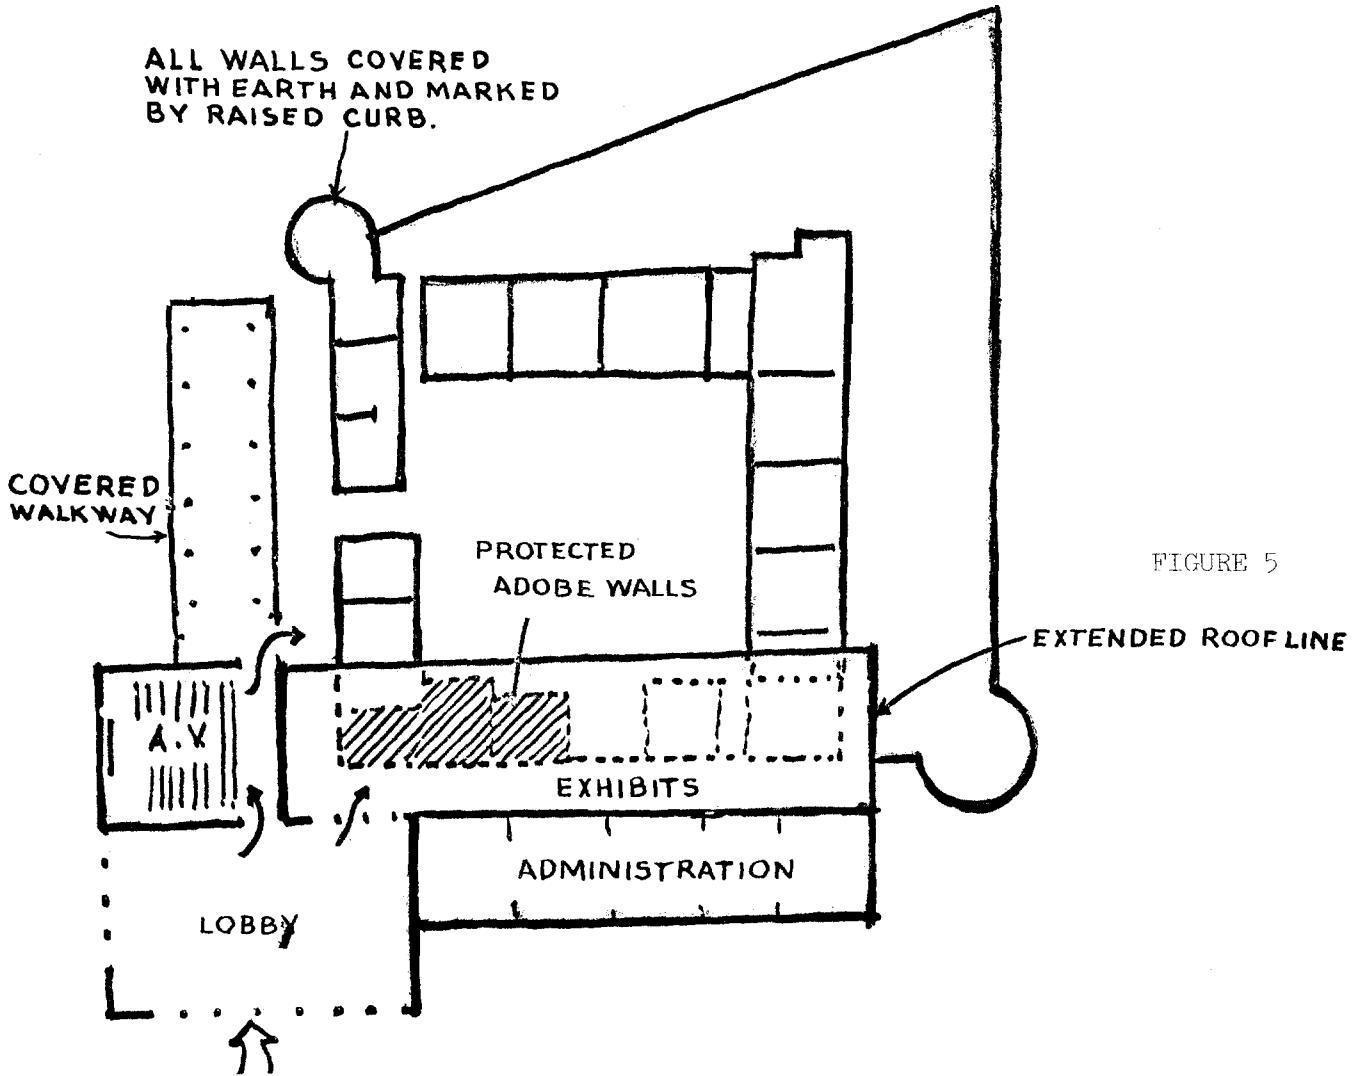 ALL WALLS COVERED
WITH EARTH AND MARKED
BY RAISED CURB.
COVERED
WALKWAY
PROTECTED
ADOBE WALLS
FIGURE 5
EXTENDED ROOF LINE
A.V.
EXHIBITS
ADMINISTRATION
LOBBY